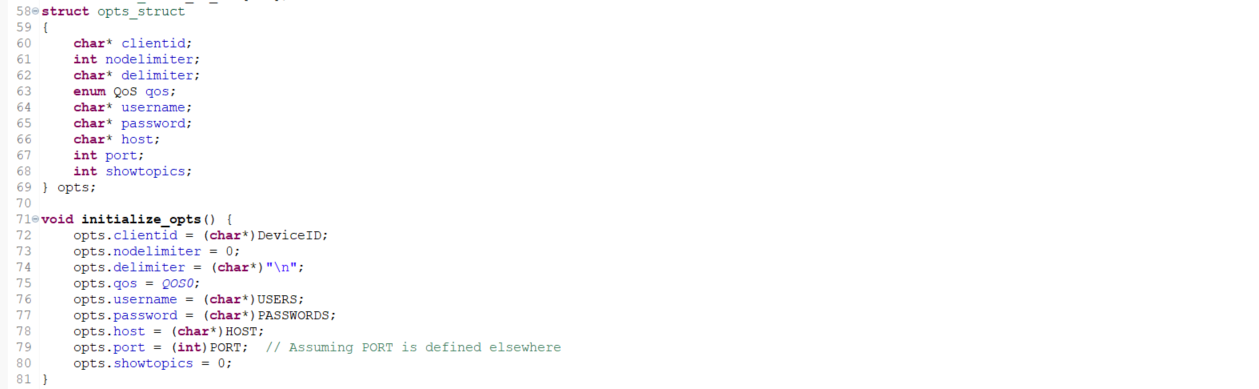 58 struct opts_struct
59 {
60     char* clientid;
61     int nodelimiter;
62     char* delimiter;
63     enum QoS qos;
64     char* username;
65     char* password;
66     char* host;
67     int port;
68     int showtopics;
69 } opts;
70
71 void initialize_opts() {
72     opts.clientid = (char*)DeviceID;
73     opts.nodelimiter = 0;
74     opts.delimiter = (char*)"\n";
75     opts.qos = QOS0;
76     opts.username = (char*)USERS;
77     opts.password = (char*)PASSWORDS;
78     opts.host = (char*)HOST;
79     opts.port = (int)PORT;  // Assuming PORT is defined elsewhere
80     opts.showtopics = 0;
81 }